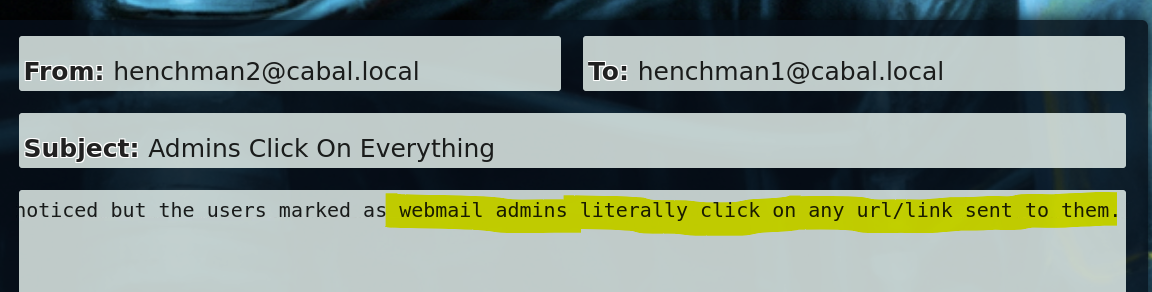 From: henchman2@cabal.local
To: henchman1@cabal.local
Subject: Admins Click On Everything
noticed but the users marked as webmail admins literally click on any url/link sent to them.